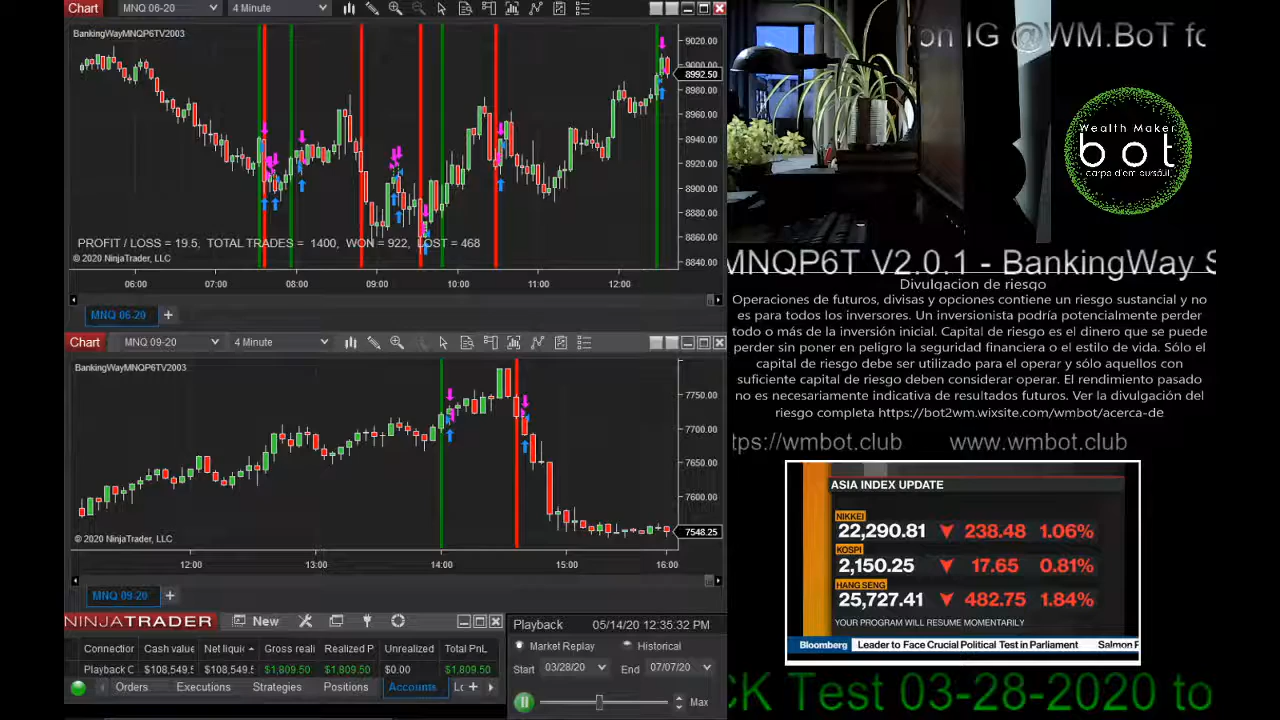 Chart MNQ 06-20 4 Minute
BankingWayMNQP6TV2003
9020.00
9000.00
8992.50
8980.00
8960.00
8940.00
8920.00
8900.00
8880.00
8860.00
8840.00
PROFIT / LOSS = 19.5, TOTAL TRADES = 1400, WON = 922, LOST = 468
© 2020 NinjaTrader, LLC
06:00 07:00 08:00 09:00 10:00 11:00 12:00
MNQ 06-20 +
Chart MNQ 09-20 4 Minute
BankingWayMNQP6TV2003
7750.00
7700.00
7650.00
7600.00
7548.25
© 2020 NinjaTrader, LLC
12:00 13:00 14:00 15:00 16:00
MNQ 09-20 +
NINJATRADER New
Connection Cash value Net liqui Gross reali Realized P Unrealized Total PnL
Playback C $108,549.5 $108,549.5 $1,809.50 $1,809.50 $0.00 $1,809.50
Orders Executions Strategies Positions Accounts Lo +
Playback 05/14/20 12:35:32 PM
Market Replay Historical
Start 03/28/20 End 07/07/20
Max
on IG @WM.BoT fo
Wealth Maker
bot
MNQP6T V2.0.1 - BankingWay S
Divulgacion de riesgo
Operaciones de futuros, divisas y opciones contiene un riesgo sustancial y no
es para todos los inversores. Un inversionista podría potencialmente perder
todo o más de la inversión inicial. Capital de riesgo es el dinero que se puede
perder sin poner en peligro la seguridad financiera o el estilo de vida. Sólo el
capital de riesgo debe ser utilizado para el operar y sólo aquellos con
suficiente capital de riesgo deben considerar operar. El rendimiento pasado
no es necesariamente indicativa de resultados futuros. Ver la divulgación del
riesgo completa https://bot2wm.wixsite.com/wmbot/acerca-de
tps://wmbot.club www.wmbot.club
ASIA INDEX UPDATE
NIKKEI
22,290.81 238.48 1.06%
KOSPI
2,150.25 17.65 0.81%
HANG SENG
25,727.41 482.75 1.84%
YOUR PROGRAM WILL RESUME MOMENTARILY
Bloomberg Leader to Face Crucial Political Test in Parliament Salmon F
CK Test 03-28-2020 to